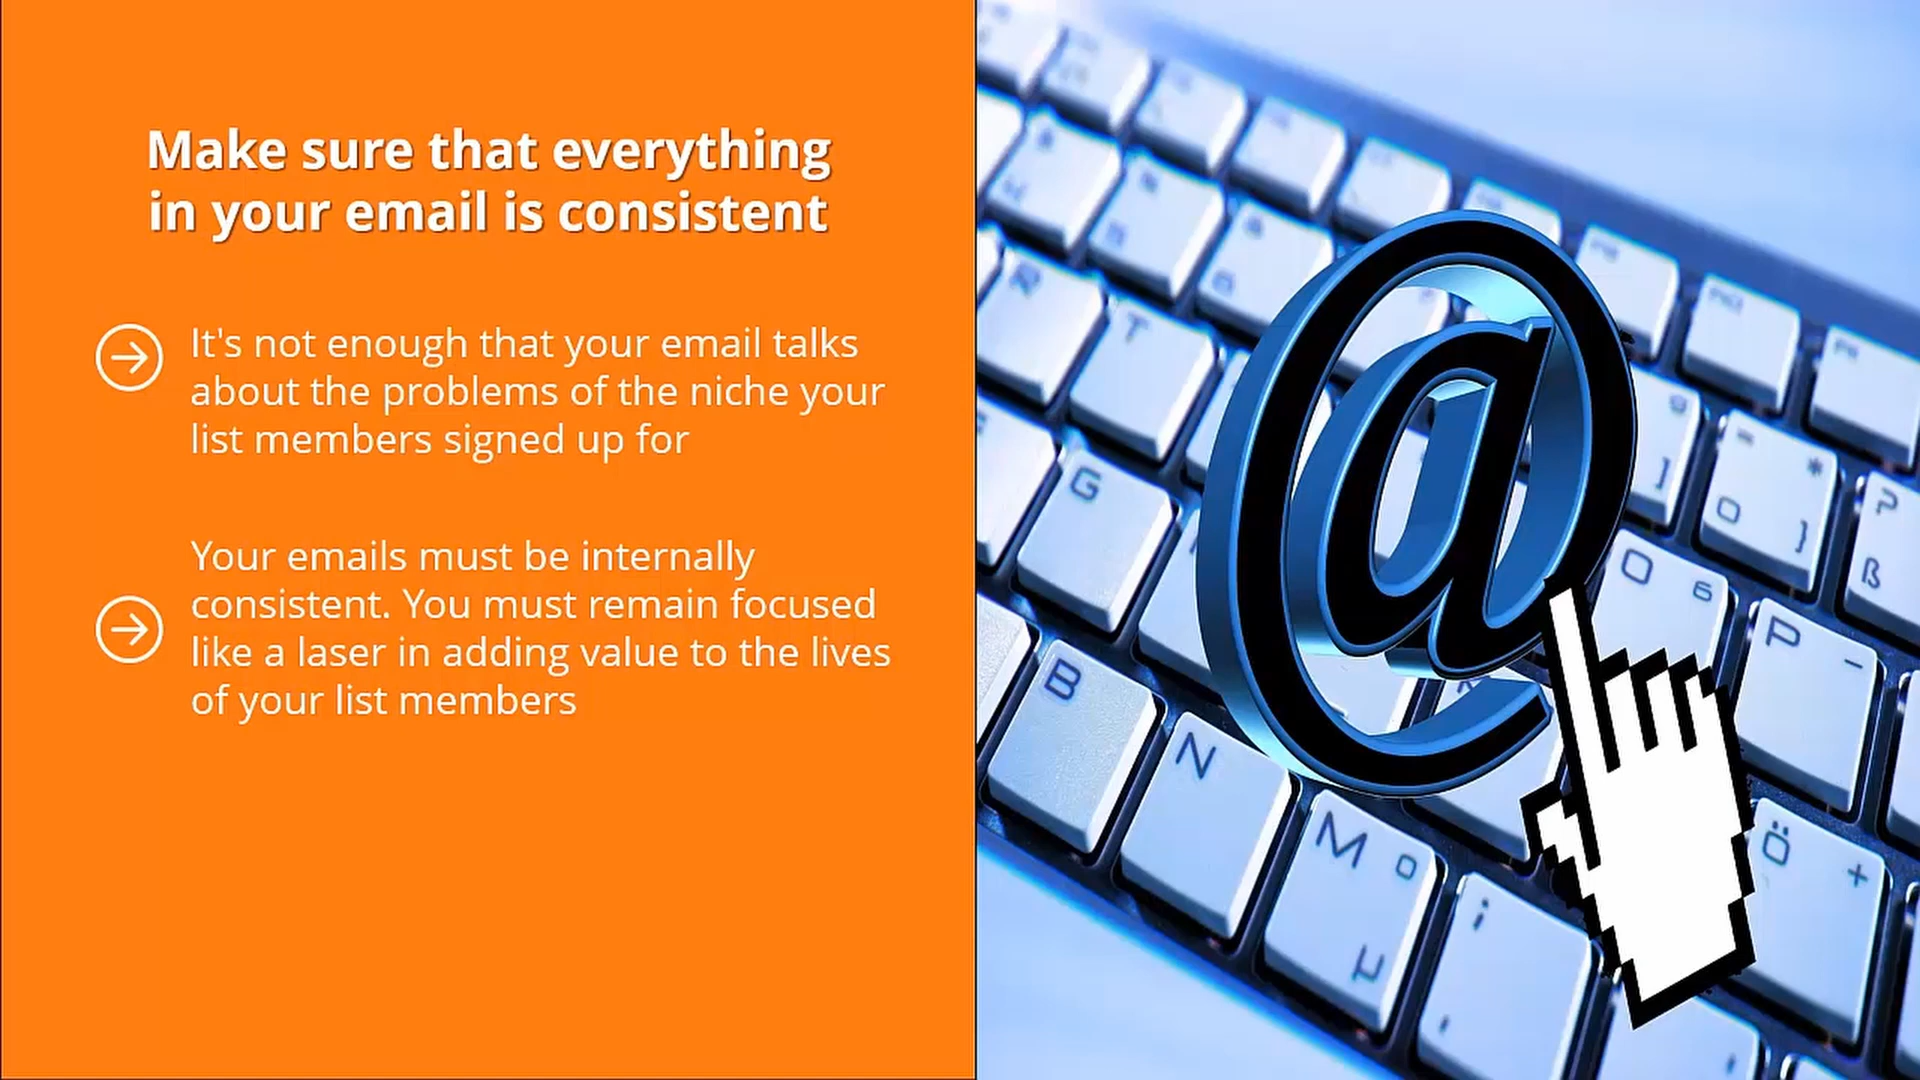 Make sure that everything
in your email is consistent
It's not enough that your email talks
about the problems of the niche your
list members signed up for
Your emails must be internally
consistent. You must remain focused
like a laser in adding value to the lives
of your list members
@
R
T
G
B
N
M
O
P
Ö +
µ